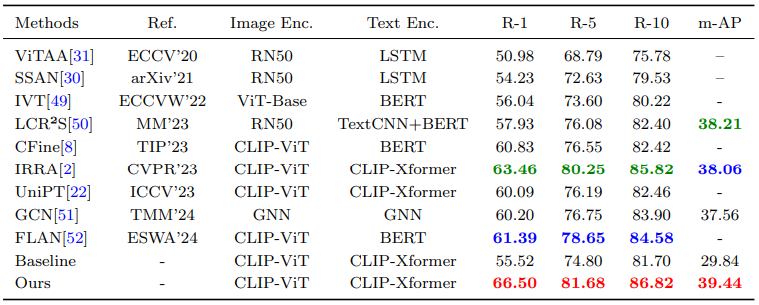 Methods Ref. Image Enc. Text Enc. R-1 R-5 R-10 m-AP
ViTAA[31] ECCV'20 RN50 LSTM 50.98 68.79 75.78 –
SSAN[30] arXiv'21 RN50 LSTM 54.23 72.63 79.53 –
IVT[49] ECCVW'22 ViT-Base BERT 56.04 73.60 80.22 -
LCR²S[50] MM'23 RN50 TextCNN+BERT 57.93 76.08 82.40 38.21
CFine[8] TIP'23 CLIP-ViT BERT 60.83 76.55 82.42 -
IRRA[2] CVPR'23 CLIP-ViT CLIP-Xformer 63.46 80.25 85.82 38.06
UniPT[22] ICCV'23 CLIP-ViT CLIP-Xformer 60.09 76.19 82.46 -
GCN[51] TMM'24 GNN GNN 60.20 76.75 83.90 37.56
FLAN[52] ESWA'24 CLIP-ViT BERT 61.39 78.65 84.58 -
Baseline - CLIP-ViT CLIP-Xformer 55.52 74.80 81.70 29.84
Ours - CLIP-ViT CLIP-Xformer 66.50 81.68 86.82 39.44